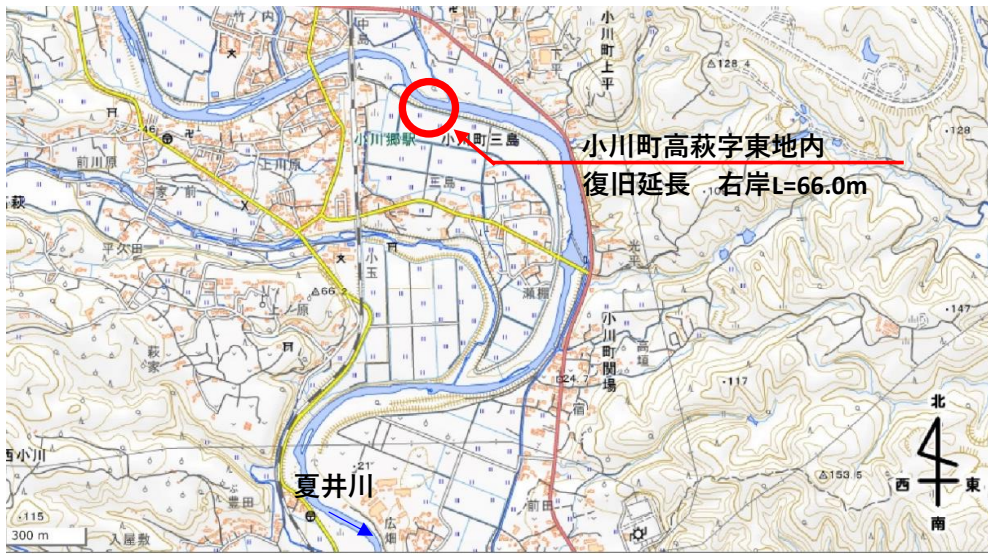 竹ノ内
中島
下平
小川町上平
128.4
128
小川郷駅
小川町三島
小川町高萩字東地内
復旧延長 右岸L=66.0m
46
前川原
上川原
家ノ前
三島
萩
平久田
小玉
光平
瀬棚
66.2
上ノ原
萩家
147
小川町関場
高垣
24.7
117
宿
北
西 東
南
西小川
21
夏井川
153.5
豊田
前田
広畑
115
入屋敷
300 m